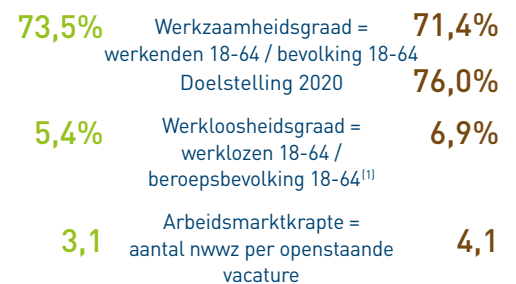 73,5% Werkzaamheidsgraad = 71,4%
werkenden 18-64 / bevolking 18-64
Doelstelling 2020 76,0%
5,4% Werkloosheidsgraad = 6,9%
werklozen 18-64 /
beroepsbevolking 18-64(1)
Arbeidsmarktkrapte =
3,1 aantal nwwz per openstaande 4,1
vacature